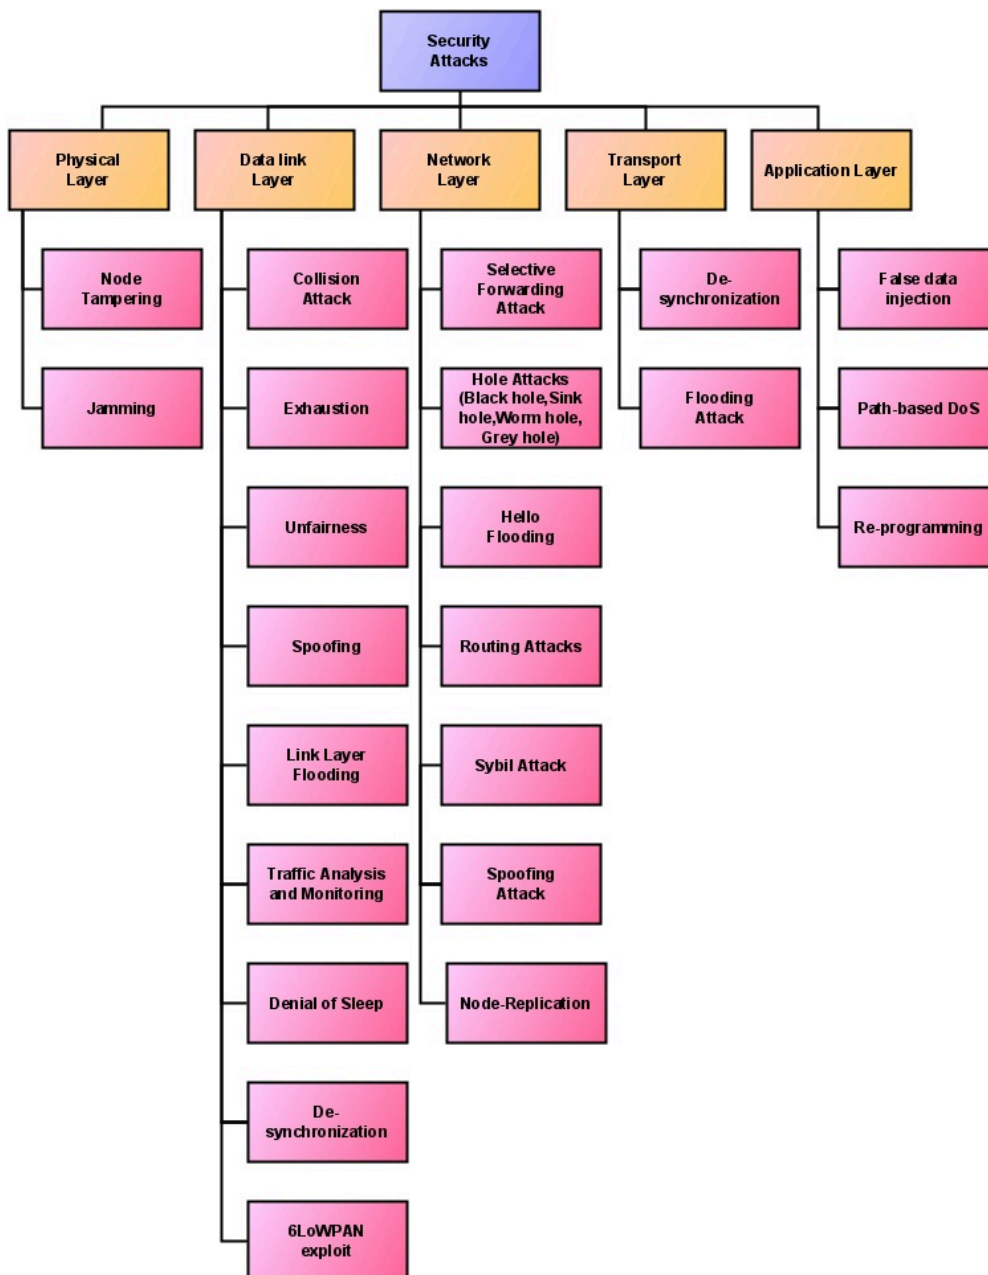 Security
Attacks
Physical
Layer
Data link
Layer
Network
Layer
Transport
Layer
Application Layer
Node
Tampering
Jamming
Collision
Attack
Exhaustion
Unfairness
Spoofing
Link Layer
Flooding
Traffic Analysis
and Monitoring
Denial of Sleep
De-
synchronization
6LoWPAN
exploit
Selective
Forwarding
Attack
Hole Attacks
(Black hole,Sink
hole,Worm hole,
Grey hole)
Hello
Flooding
Routing Attacks
Sybil Attack
Spoofing
Attack
Node-Replication
De-
synchronization
Flooding
Attack
False data
injection
Path-based DoS
Re-programming